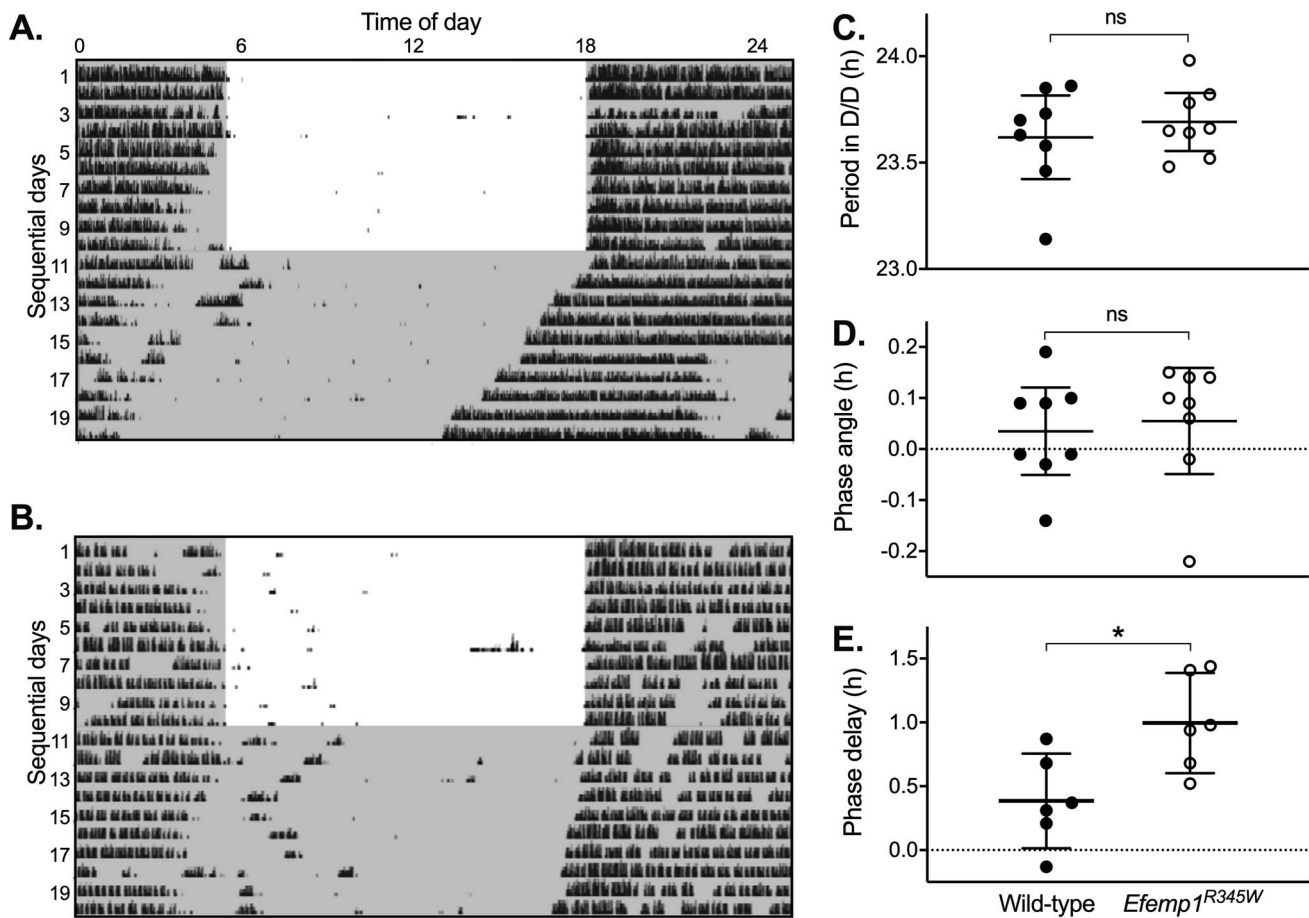 A.
Time of day
0 6 12 18 24
Sequential days
1
3
5
7
9
11
13
15
17
19
B.
Sequential days
1
3
5
7
9
11
13
15
17
19
C.
ns
Period in D/D (h)
24.0
23.5
23.0
D.
ns
Phase angle (h)
0.2
0.1
0.0
-0.1
-0.2
E.
*
Phase delay (h)
1.5
1.0
0.5
0.0
Wild-type Efemp1R345W